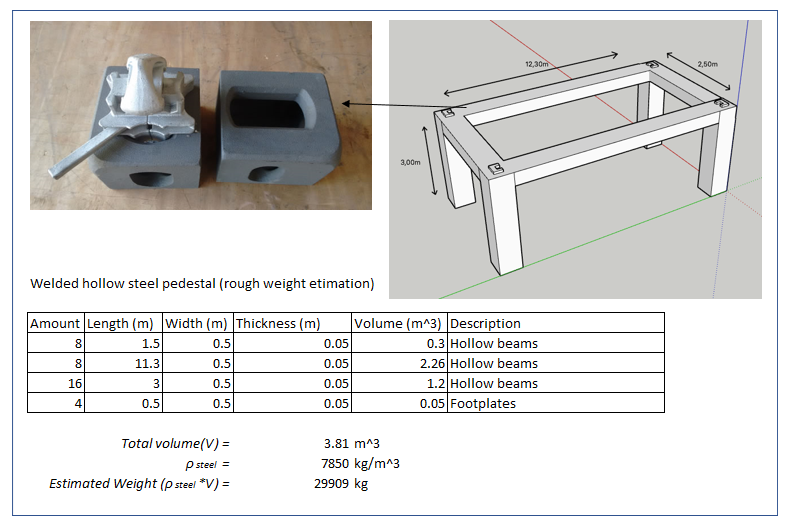 12,30m
2,50m
3,00m
Welded hollow steel pedestal (rough weight etimation)
Amount Length (m) Width (m) Thickness (m) Volume (m^3) Description
8 1.5 0.5 0.05 0.3 Hollow beams
8 11.3 0.5 0.05 2.26 Hollow beams
16 3 0.5 0.05 1.2 Hollow beams
4 0.5 0.5 0.05 0.05 Footplates
Total volume(V) = 3.81 m^3
ρ steel = 7850 kg/m^3
Estimated Weight (ρ steel *V) = 29909 kg